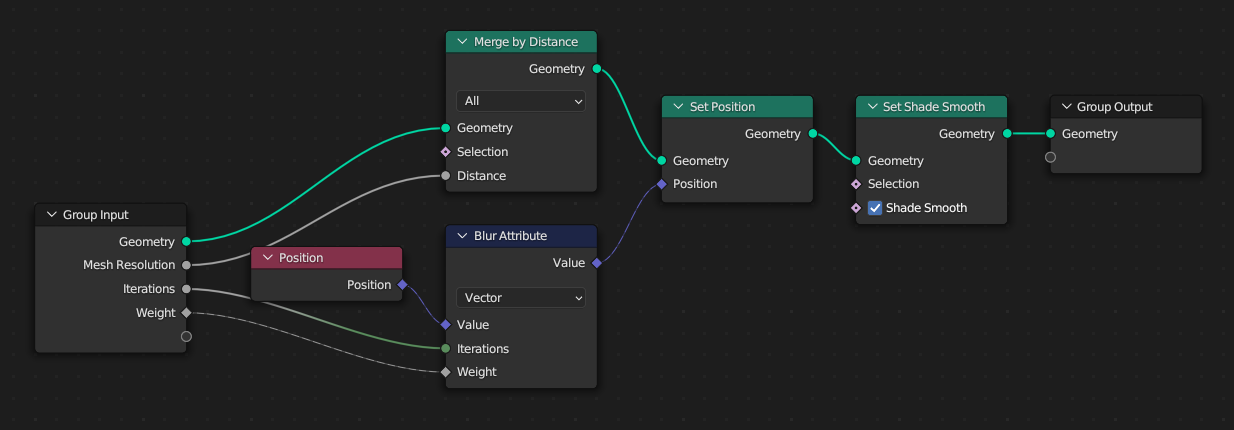 Group Input
Geometry
Mesh Resolution
Iterations
Weight
Position
Position
Merge by Distance
Geometry
All
Geometry
Selection
Distance
Blur Attribute
Value
Vector
Value
Iterations
Weight
Set Position
Geometry
Geometry
Position
Set Shade Smooth
Geometry
Geometry
Selection
Shade Smooth
Group Output
Geometry